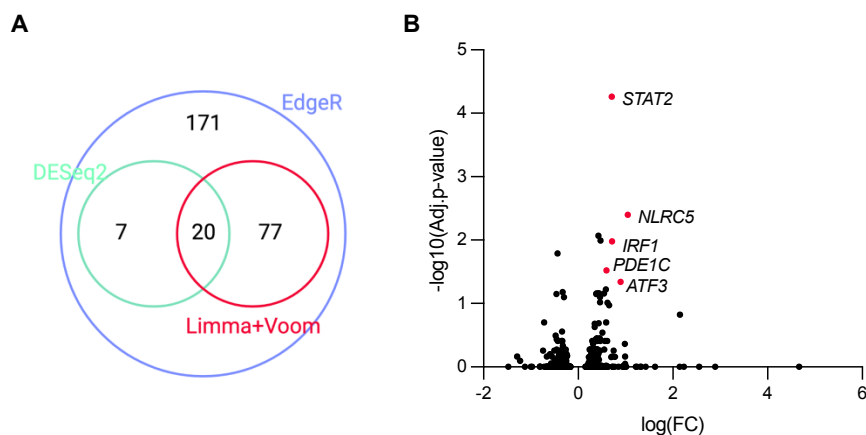 A
EdgeR
171
DESeq2
7
20
77
Limma+Voom
B
5
4
3
2
1
0
-log10(Adj.p-value)
STAT2
NLRC5
IRF1
PDE1C
ATF3
-2
0
2
4
6
log(FC)